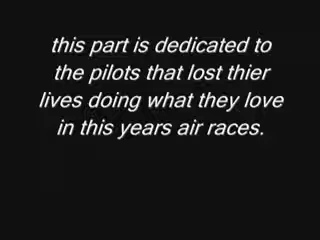 this part is dedicated to
the pilots that lost thier
lives doing what they love
in this years air races.